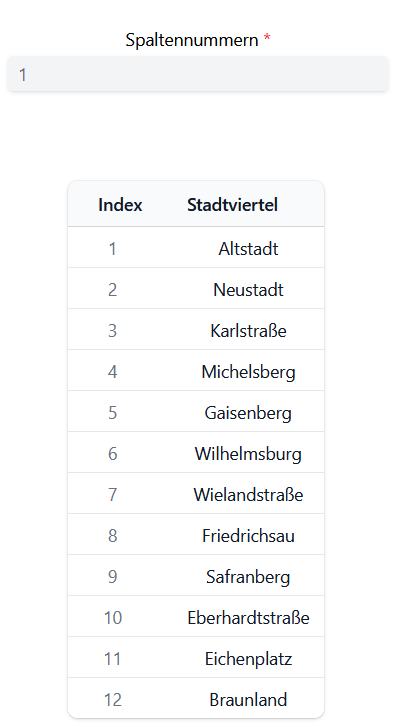 Spaltennummern *
1
Index Stadtviertel
1 Altstadt
2 Neustadt
3 Karlstraße
4 Michelsberg
5 Gaisenberg
6 Wilhelmsburg
7 Wielandstraße
8 Friedrichsau
9 Safranberg
10 Eberhardtstraße
11 Eichenplatz
12 Braunland